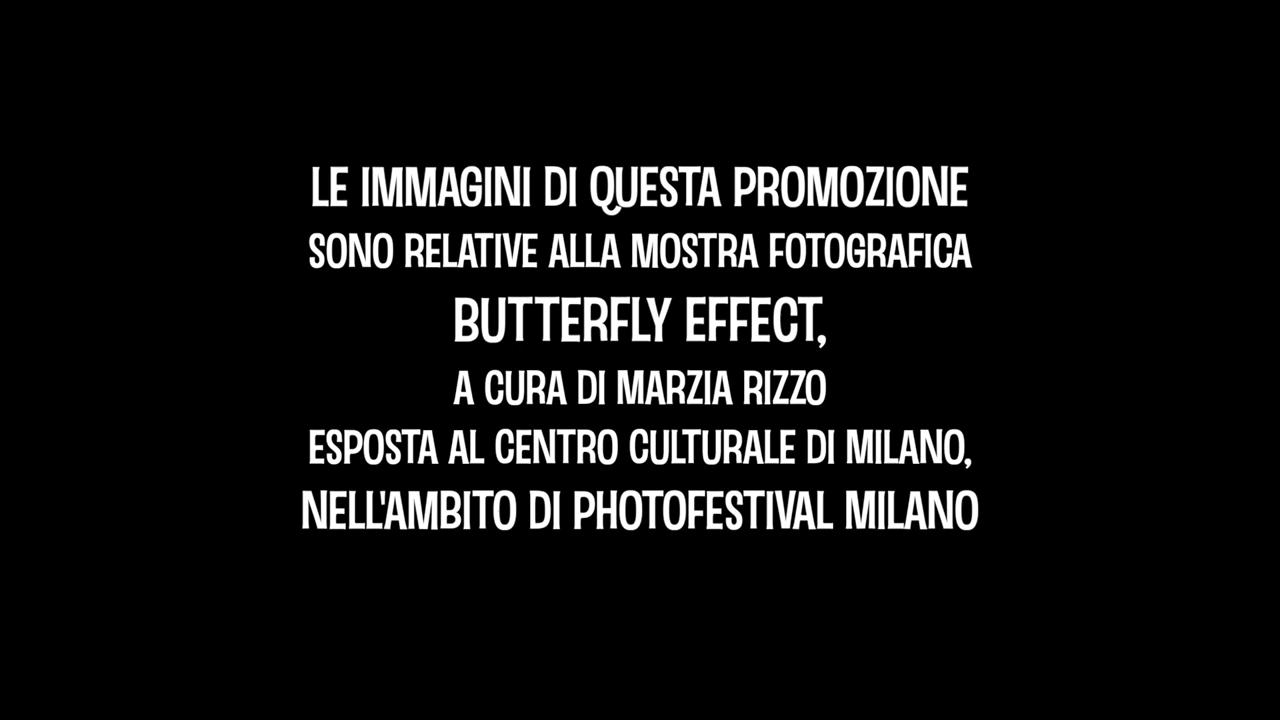 LE IMMAGINI DI QUESTA PROMOZIONE
SONO RELATIVE ALLA MOSTRA FOTOGRAFICA
BUTTERFLY EFFECT,
A CURA DI MARZIA RIZZO
ESPOSTA AL CENTRO CULTURALE DI MILANO,
NELL'AMBITO DI PHOTOFESTIVAL MILANO